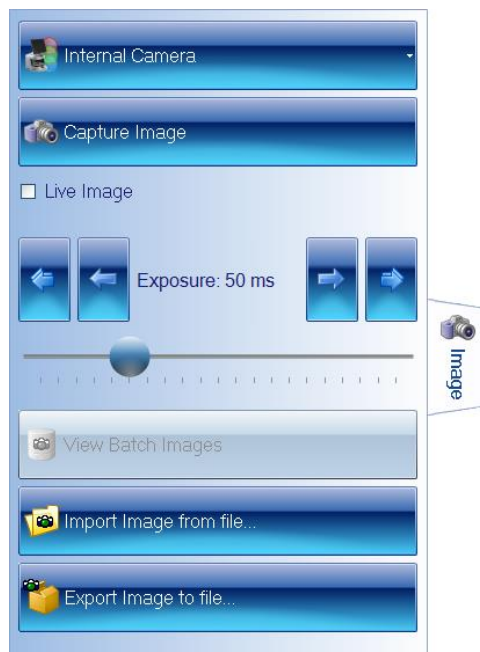 Internal Camera
Capture Image
Live Image
Exposure: 50 ms
Image
View Batch Images
Import Image from file...
Export Image to file...